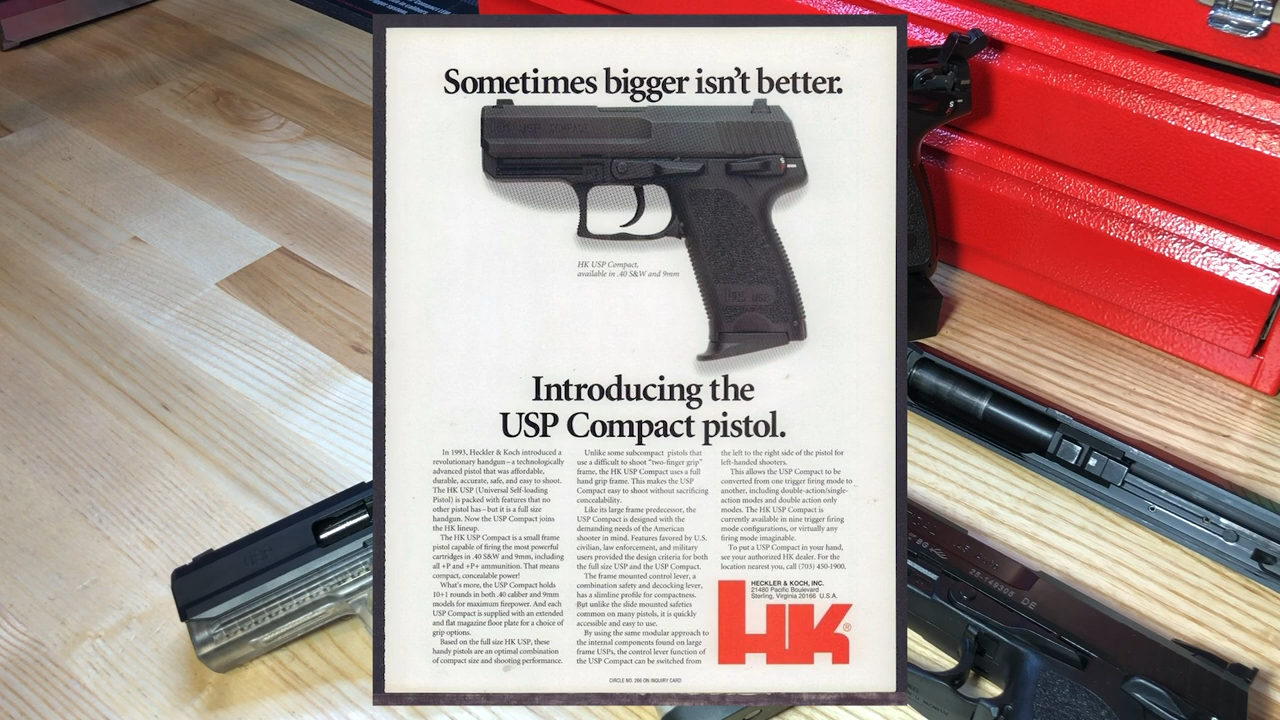 Sometimes bigger isn't better.
HK USP Compact,
available in .40 S&W and 9mm
Introducing the
USP Compact pistol.
In 1993, Heckler & Koch introduced a
revolutionary handgun – a technologically
advanced pistol that was affordable,
durable, accurate, safe, and easy to shoot.
The HK USP (Universal Self-loading
Pistol) is packed with features that no
other pistol has – but it is a full size
handgun. Now the USP Compact joins
the HK lineup.
The HK USP Compact is a small frame
pistol capable of firing the most powerful
cartridges in .40 S&W and 9mm, including
all +P and +P+ ammunition. That means
compact, concealable power!
What's more, the USP Compact holds
10+1 rounds in both .40 caliber and 9mm
models for maximum firepower. And each
USP Compact is supplied with an extended
and flat magazine floor plate for a choice of
grip options.
Based on the full size HK USP, these
handy pistols are an optimal combination
of compact size and shooting performance.
Unlike some subcompact pistols that
use a difficult to shoot "two-finger grip"
frame, the HK USP Compact uses a full
hand grip frame. This makes the USP
Compact easy to shoot without sacrificing
concealability.
Like its large frame predecessor, the
USP Compact is designed with the
demanding needs of the American
shooter in mind. Features favored by U.S.
civilian, law enforcement, and military
users provided the design criteria for both
the full size USP and the USP Compact.
The frame mounted control lever, a
combination safety and decocking lever,
has a slimline profile for compactness.
But unlike the slide mounted safeties
common on many pistols, it is quickly
accessible and easy to use.
By using the same modular approach to
the internal components found on large
frame USPs, the control lever function of
the USP Compact can be switched from
the left to the right side of the pistol for
left-handed shooters.
This allows the USP Compact to be
converted from one trigger firing mode to
another, including double-action/single-
action modes and double action only
modes. The HK USP Compact is
currently available in nine trigger firing
mode configurations, or virtually any
firing mode imaginable.
To put a USP Compact in your hand,
see your authorized HK dealer. For the
location nearest you, call (703) 450-1900.
HECKLER & KOCH, INC.
21480 Pacific Boulevard
Sterling, Virginia 20166 U.S.A.
HK®
CIRCLE NO. 266 ON INQUIRY CARD
25-149305 DE